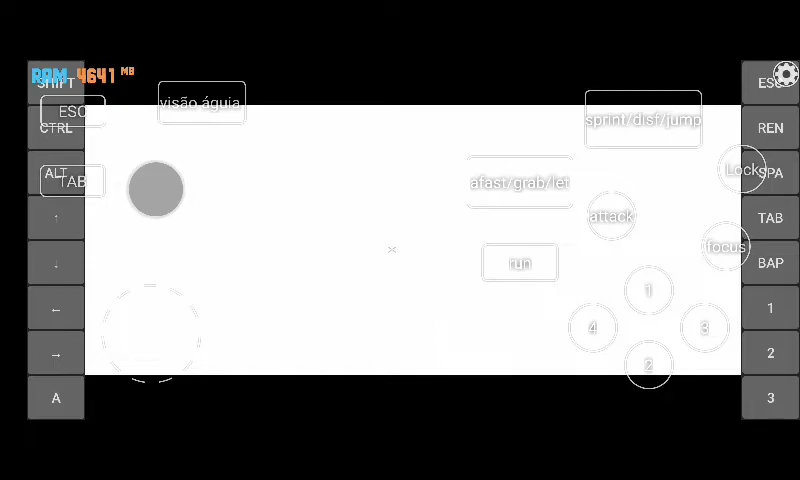 RAM 4641 MB
SHIFT
ESC
CTRL
ALT
TAB
↑
↓
←
→
A
visão águia
afast/grab/let
run
sprint/disf/jump
attack
Lock
focus
1
4
3
2
ESC
REN
SPA
TAB
BAP
1
2
3